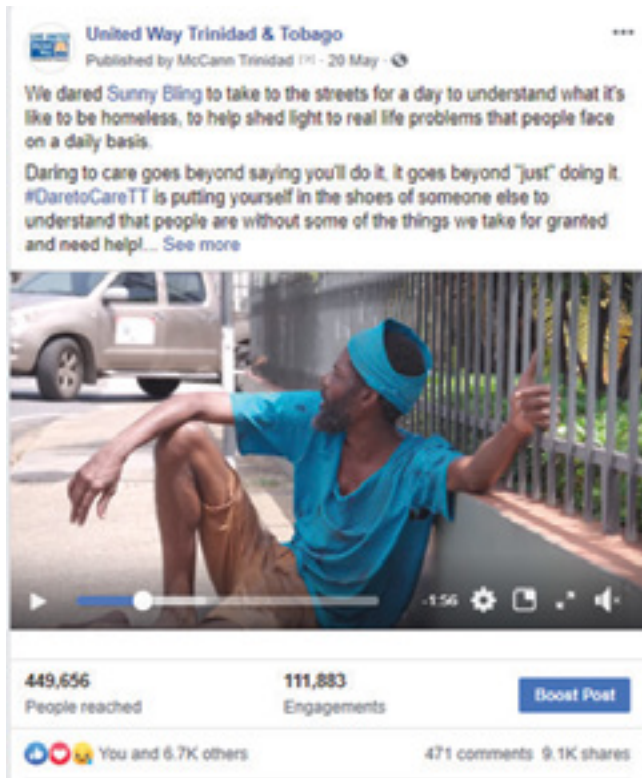 United Way Trinidad & Tobago
Published by McCann Trinidad [?] · 20 May ·
We dared Sunny Bling to take to the streets for a day to understand what it's
like to be homeless, to help shed light to real life problems that people face
on a daily basis.
Daring to care goes beyond saying you'll do it, it goes beyond "just" doing it.
#DaretoCareTT is putting yourself in the shoes of someone else to
understand that people are without some of the things we take for granted
and need help!... See more
-1:56
449,656
People reached
111,883
Engagements
Boost Post
You and 6.7K others
471 comments 9.1K shares